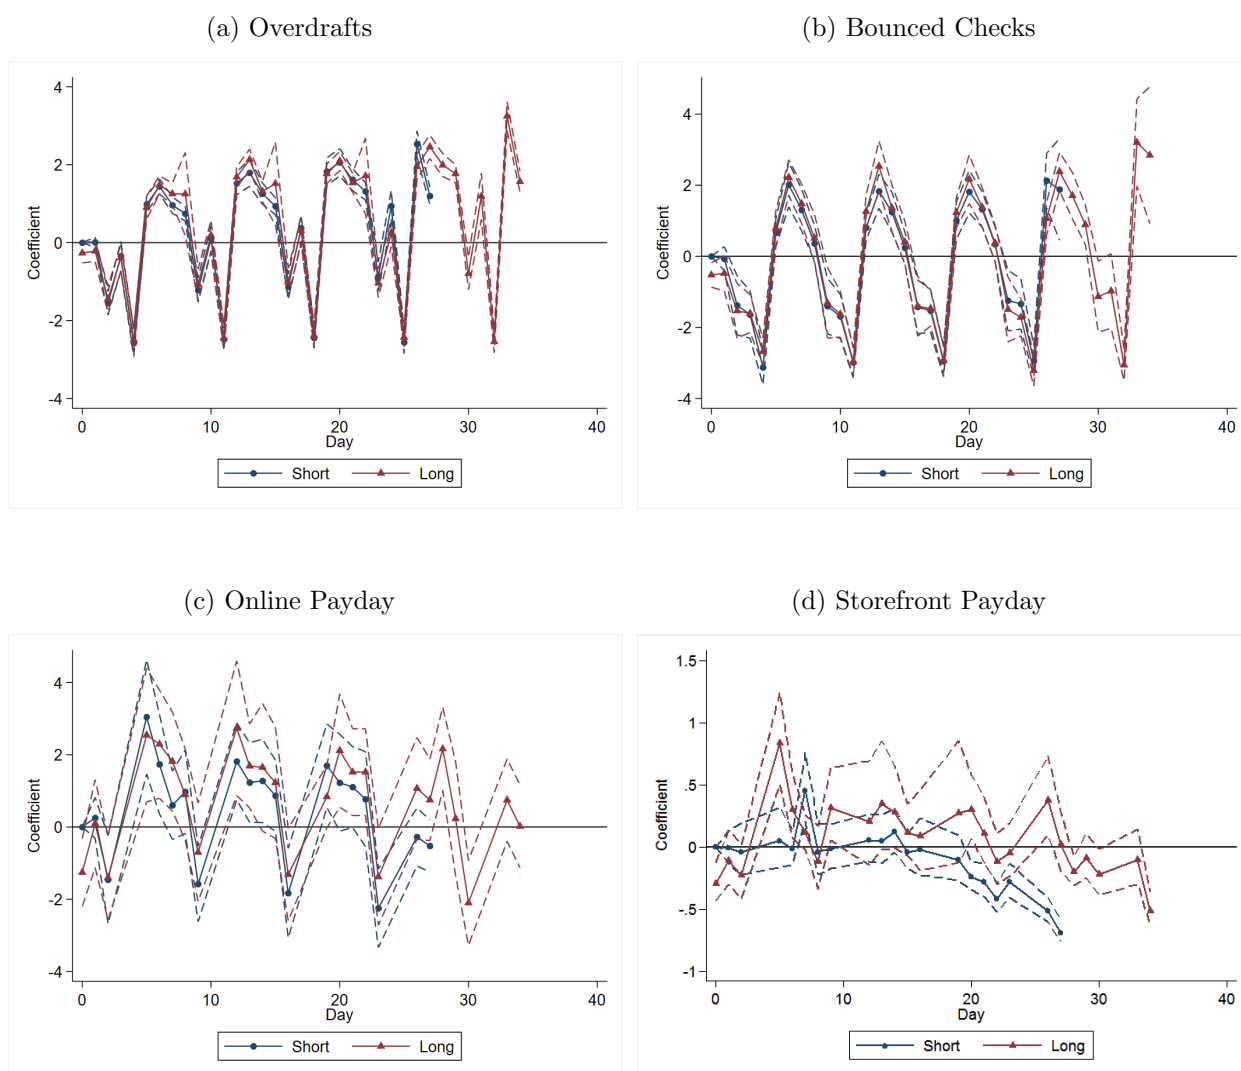 (a) Overdrafts
4
2
0
-2
-4
Coefficient
0 10 20 30 40
Day
Short Long
(b) Bounced Checks
4
2
0
-2
-4
Coefficient
0 10 20 30 40
Day
Short Long
(c) Online Payday
4
2
0
-2
-4
Coefficient
0 10 20 30 40
Day
Short Long
(d) Storefront Payday
1.5
1
.5
0
-.5
-1
Coefficient
0 10 20 30 40
Day
Short Long